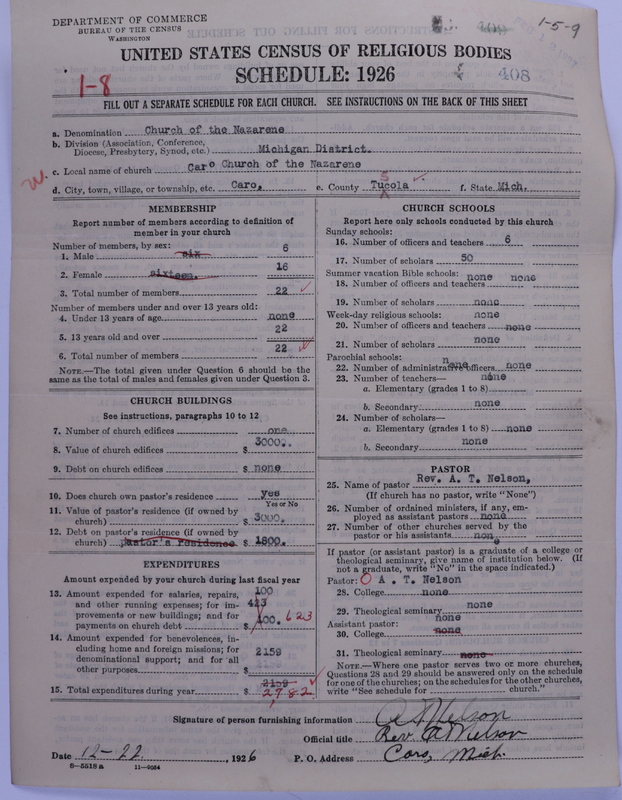 DEPARTMENT OF COMMERCE
BUREAU OF THE CENSUS
WASHINGTON
1-5-9
408
UNITED STATES CENSUS OF RELIGIOUS BODIES
SCHEDULE: 1926
1-8
FILL OUT A SEPARATE SCHEDULE FOR EACH CHURCH. SEE INSTRUCTIONS ON THE BACK OF THIS SHEET
a. Denomination Church of the Nazarene
b. Division (Association, Conference, Diocese, Presbytery, Synod, etc.) Michigan District.
c. Local name of church Caro Church of the Nazarene
W.
d. City, town, village, or township, etc. Caro, e. County Tucola s f. State Mich.
MEMBERSHIP
Report number of members according to definition of
member in your church
Number of members, by sex:
1. Male six 6
2. Female sixteen. 16
3. Total number of members 22
Number of members under and over 13 years old:
4. Under 13 years of age none
5. 13 years old and over 22
6. Total number of members 22
NOTE.—The total given under Question 6 should be the
same as the total of males and females given under Question 3.
CHURCH BUILDINGS
See instructions, paragraphs 10 to 12
7. Number of church edifices one
8. Value of church edifices $ 3000.
9. Debt on church edifices $ none
10. Does church own pastor's residence yes
Yes or No
11. Value of pastor's residence (if owned by
church) $ 3000.
12. Debt on pastor's residence (if owned by
church) pastor's residence $ 1800.
EXPENDITURES
Amount expended by your church during last fiscal year
13. Amount expended for salaries, repairs, 100
and other running expenses; for im- 423
provements or new buildings; and for
payments on church debt $ 100. 623
14. Amount expended for benevolences, in-
cluding home and foreign missions; for
denominational support; and for all 2159
other purposes
2159
15. Total expenditures during year $ 2782
CHURCH SCHOOLS
Report here only schools conducted by this church
Sunday schools:
16. Number of officers and teachers 6
17. Number of scholars 50
Summer vacation Bible schools: none none
18. Number of officers and teachers
19. Number of scholars none
Week-day religious schools: none
20. Number of officers and teachers none
21. Number of scholars none
Parochial schools:
22. Number of administrative officers none none
23. Number of teachers— none
a. Elementary (grades 1 to 8)
b. Secondary none
24. Number of scholars—
a. Elementary (grades 1 to 8) none
b. Secondary none
PASTOR
25. Name of pastor Rev. A. T. Nelson,
(If church has no pastor, write "None")
26. Number of ordained ministers, if any, em-
ployed as assistant pastors none
27. Number of other churches served by the
pastor or his assistants none
If pastor (or assistant pastor) is a graduate of a college or
theological seminary, give name of institution below. (If
not a graduate, write "No" in the space indicated.)
Pastor: O A . T. Nelson
28. College none
29. Theological seminary none
Assistant pastor: none
30. College none
31. Theological seminary none
NOTE.—Where one pastor serves two or more churches,
Questions 28 and 29 should be answered only on the schedule
for one of the churches; on the schedules for the other churches,
write "See schedule for church."
Signature of person furnishing information A T Nelson
Official title Rev. A T Nelson
Date 12-22, 1926 P. O. Address Caro, Mich.
8-5518 a 11-9034